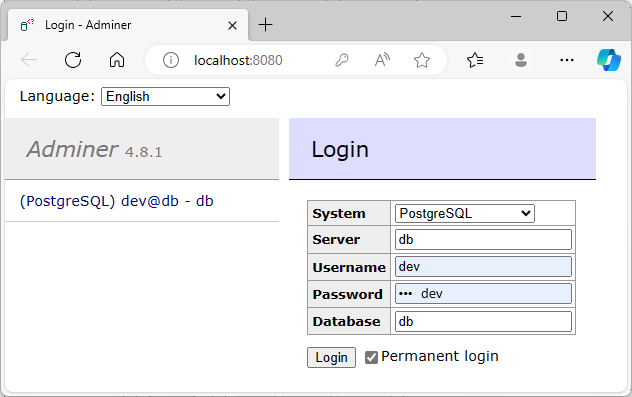 Login - Adminer
localhost:8080
Language: English
Adminer 4.8.1
(PostgreSQL) dev@db - db
Login
System PostgreSQL
Server db
Username dev
Password ••• dev
Database db
Login Permanent login